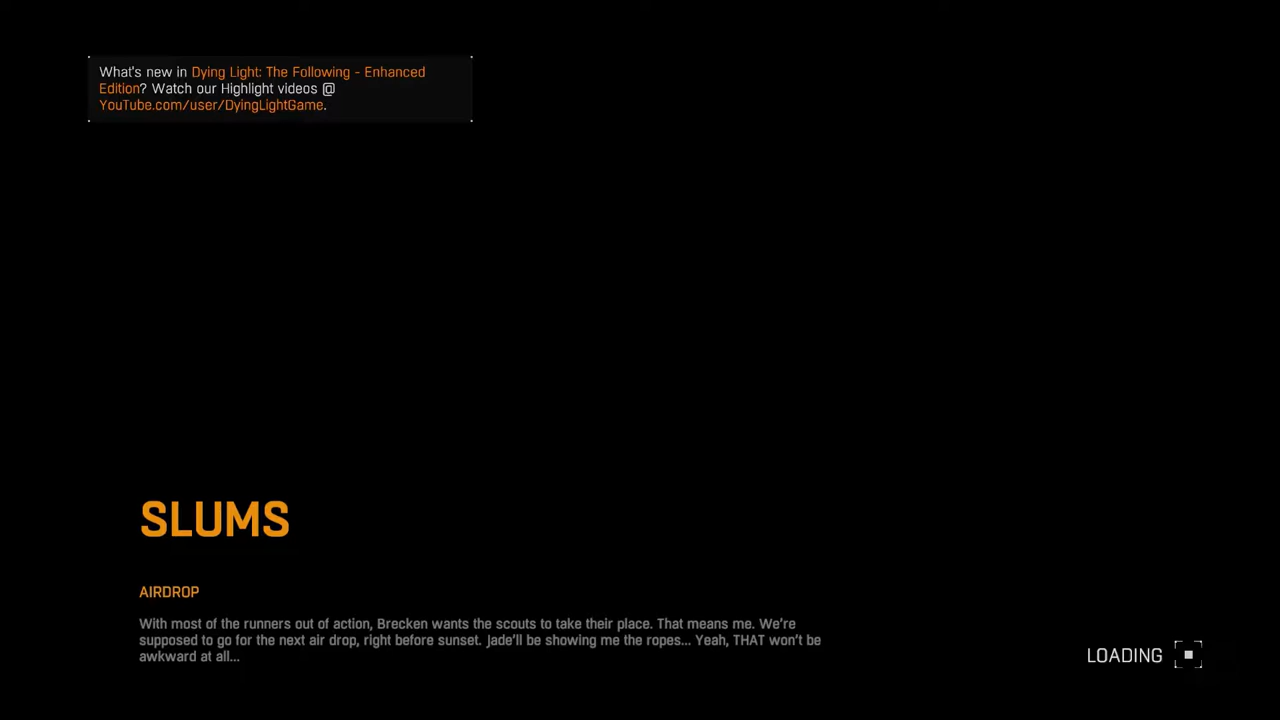 What's new in Dying Light: The Following - Enhanced
Edition? Watch our Highlight videos @
YouTube.com/user/DyingLightGame.
SLUMS
AIRDROP
With most of the runners out of action, Brecken wants the scouts to take their place. That means me. We're
supposed to go for the next air drop, right before sunset. Jade'll be showing me the ropes... Yeah, THAT won't be
awkward at all...
LOADING